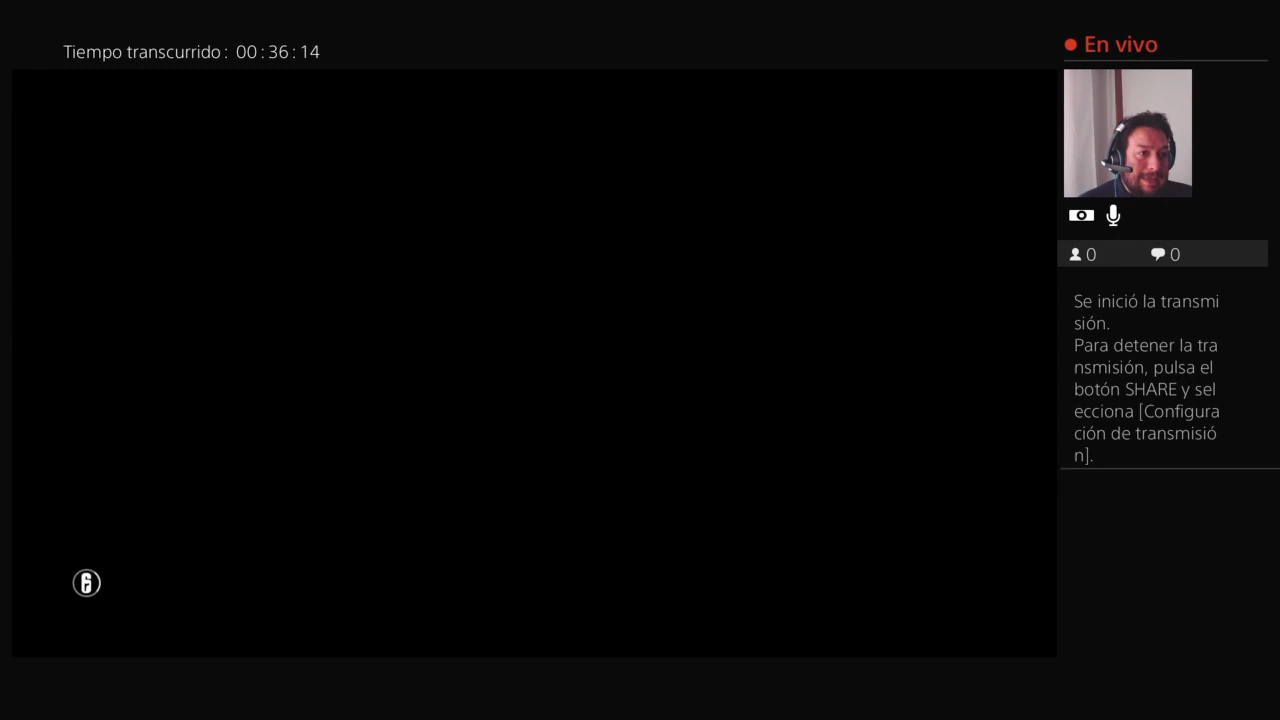 Tiempo transcurrido : 00 : 36 : 14
En vivo
0 0
Se inició la transmi
sión.
Para detener la tra
nsmisión, pulsa el
botón SHARE y sel
ecciona [Configura
ción de transmisió
n].
6